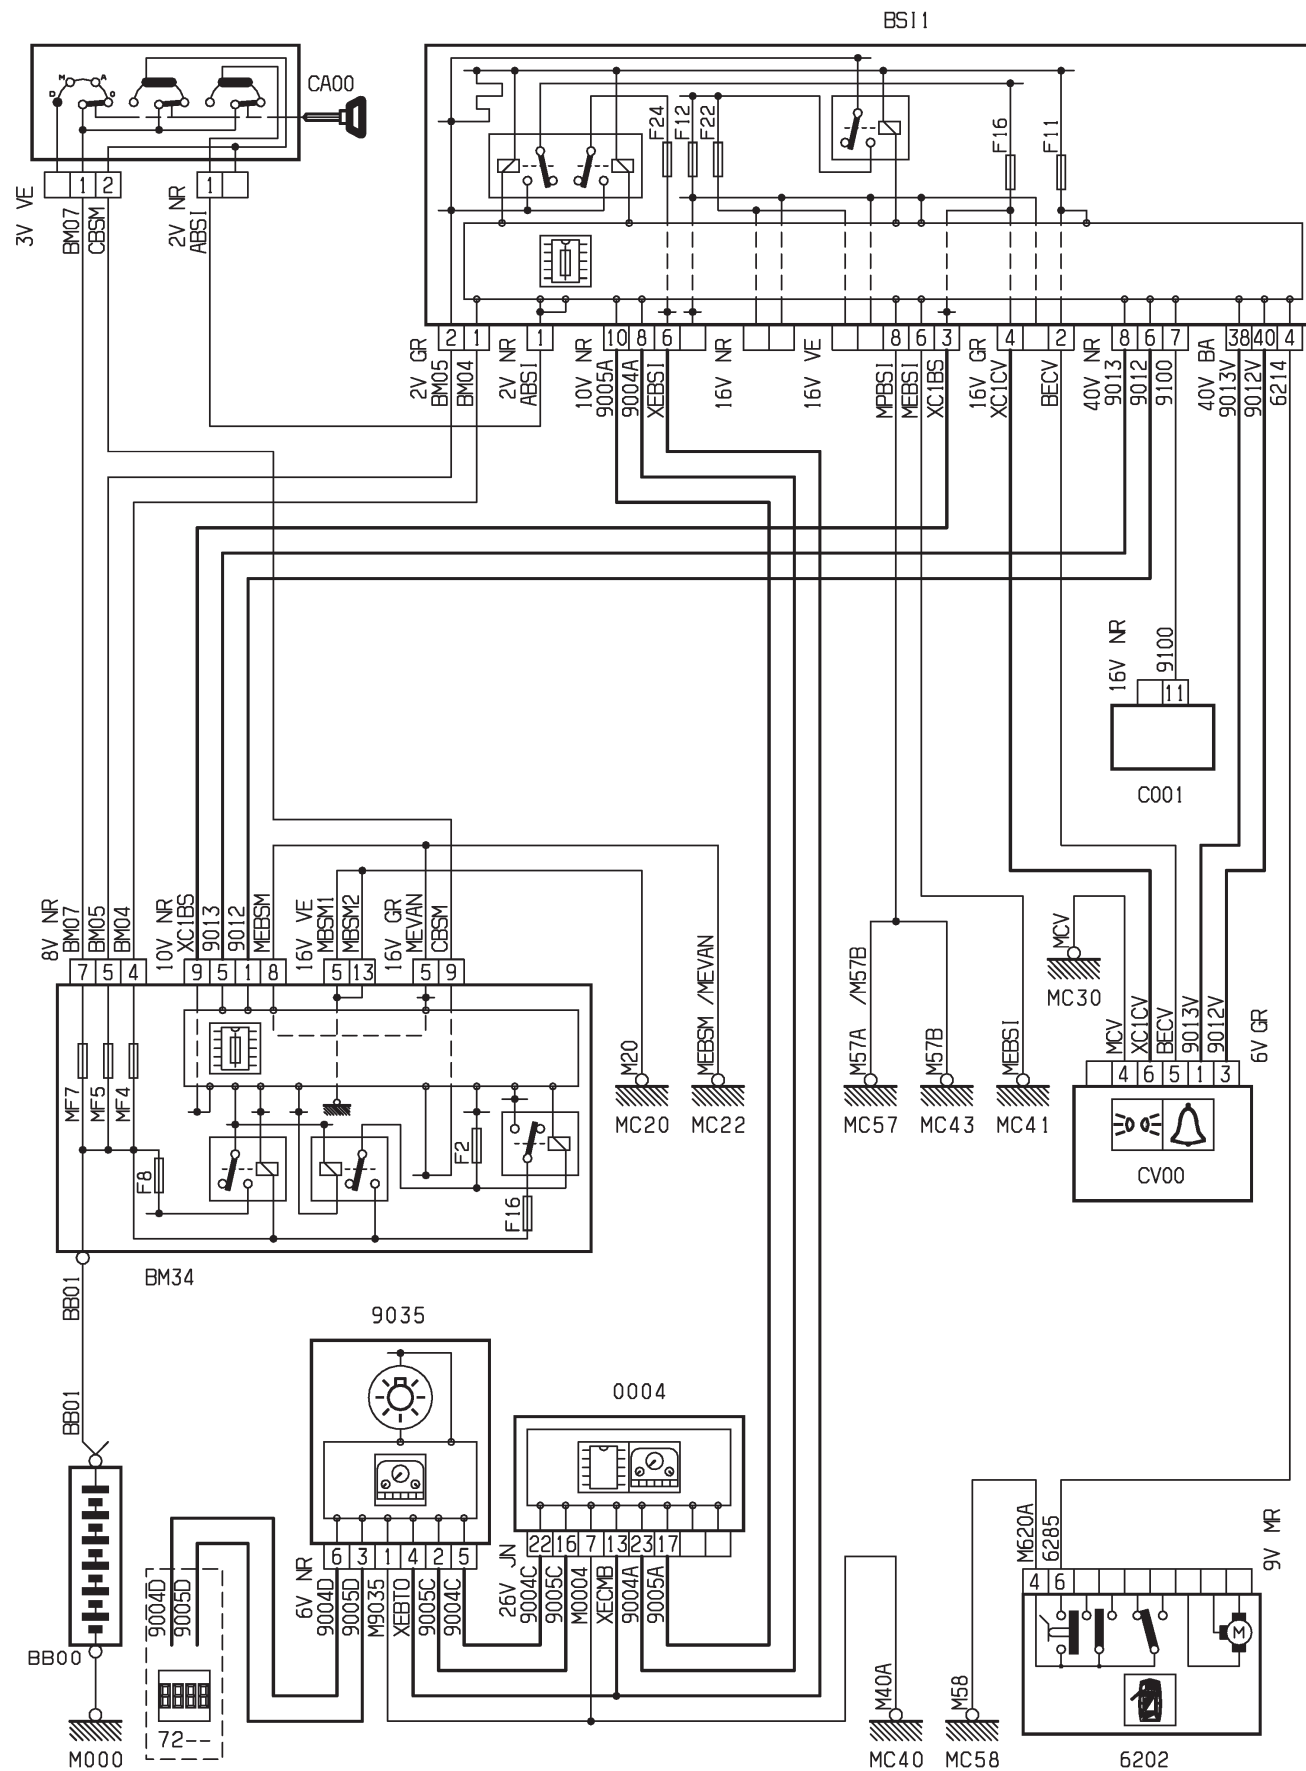 BSI1
CA00
M A
D O
1 2
1
3V VE
BM07
CBSM
2V NR
ABSI
F24
F12
F22
F16
F11
2 1
1
10 8 6
8 6 3
4 2
8 6 7
38 40 4
2V GR
BM05
BM04
2V NR
ABSI
10V NR
9005A
9004A
XEBSI
16V NR
16V VE
MPBSI
MEBSI
XC1BS
16V GR
XC1CV
BECV
40V NR
9013
9012
9100
40V BA
9013V
9012V
6214
16V NR
9100
11
C001
8V NR
BM07
BM05
BM04
10V NR
XC1BS
9013
9012
MEBSM
16V VE
MBSM1
MBSM2
16V GR
MEVAN
CBSM
7 5 4
9 5 1 8
5 13
5 9
MF7
MF5
MF4
F8
F2
F16
BM34
M20
MC20
MEBSM /MEVAN
MC22
M57A /M57B
MC57
M57B
MC43
MEBSI
MC41
MCV
MC30
MCV
XC1CV
BECV
9013V
9012V
6V GR
4 6 5 1 3
CV00
BB01
BB01
BB00
M000
9035
6 3 1 4 2 5
6V NR
9004D
9005D
M9035
XEBTO
9005C
9004C
0004
22 16 7 13 23 17
26V JN
9004C
9005C
M0004
XECMB
9004A
9005A
9004D
9005D
72--
M40A
MC40
M58
MC58
M620A
6285
9V MR
4 6
M
6202